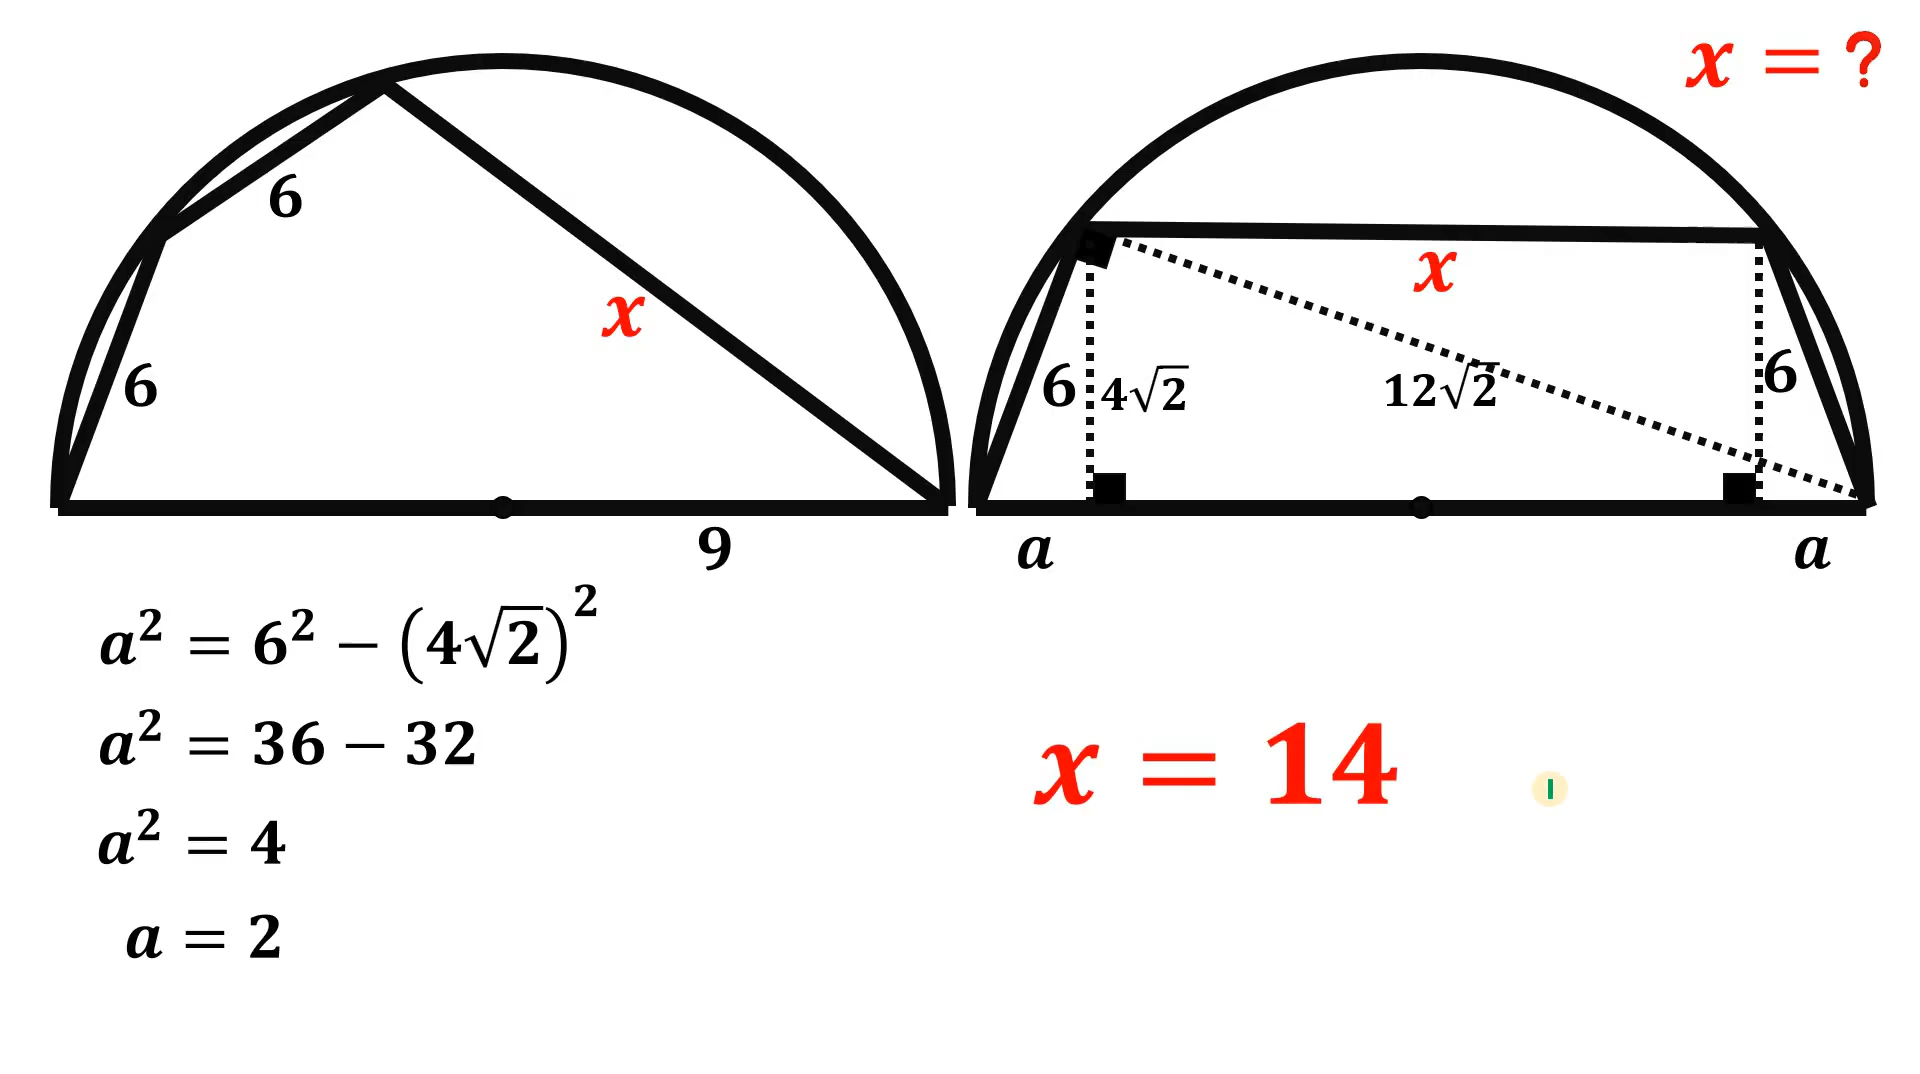 x = ?
6
x
6
9
x
6
4√2
12√2
6
a
a
a² = 6² − (4√2)²
a² = 36 − 32
a² = 4
a = 2
x = 14